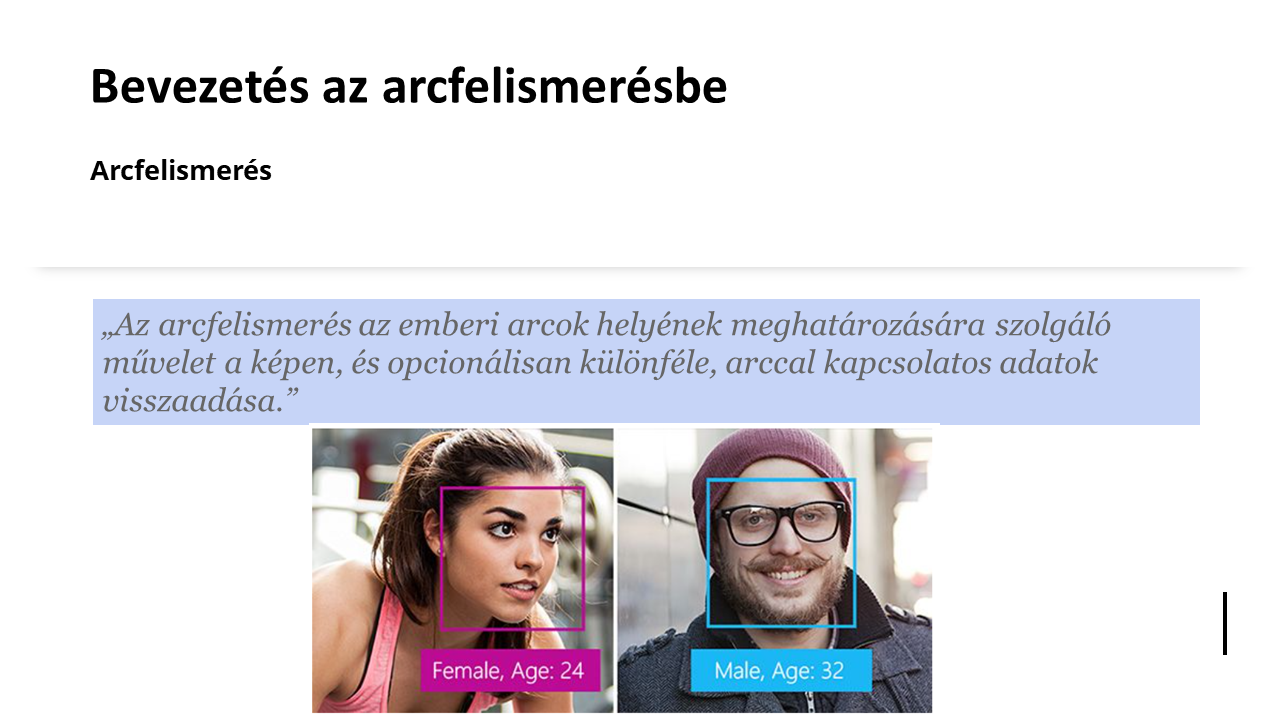 Bevezetés az arcfelismerésbe
Arcfelismerés
„Az arcfelismerés az emberi arcok helyének meghatározására szolgáló
művelet a képen, és opcionálisan különféle, arccal kapcsolatos adatok
visszaadása.”
Female, Age: 24
Male, Age: 32